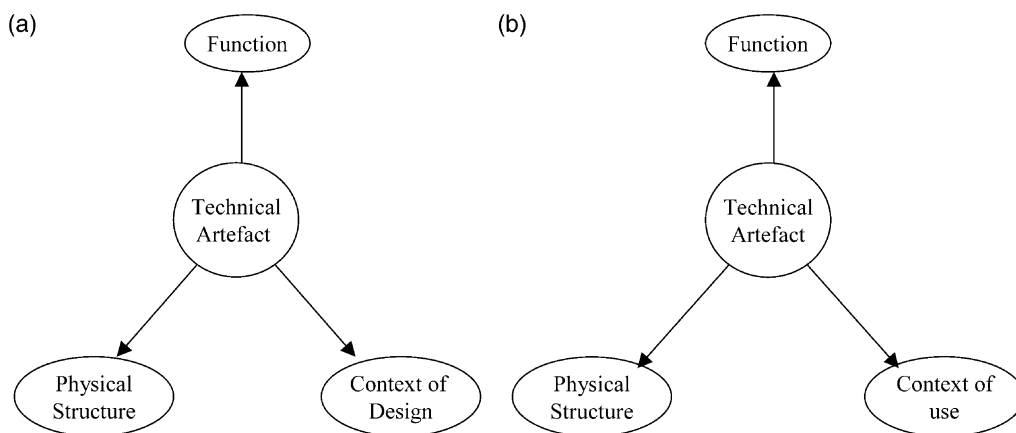 (a)
Function
Technical
Artefact
Physical
Structure
Context of
Design
(b)
Function
Technical
Artefact
Physical
Structure
Context of
use